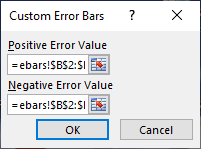 Custom Error Bars
Positive Error Value
=ebars!$B$2:$I
Negative Error Value
=ebars!$B$2:$I
OK
Cancel